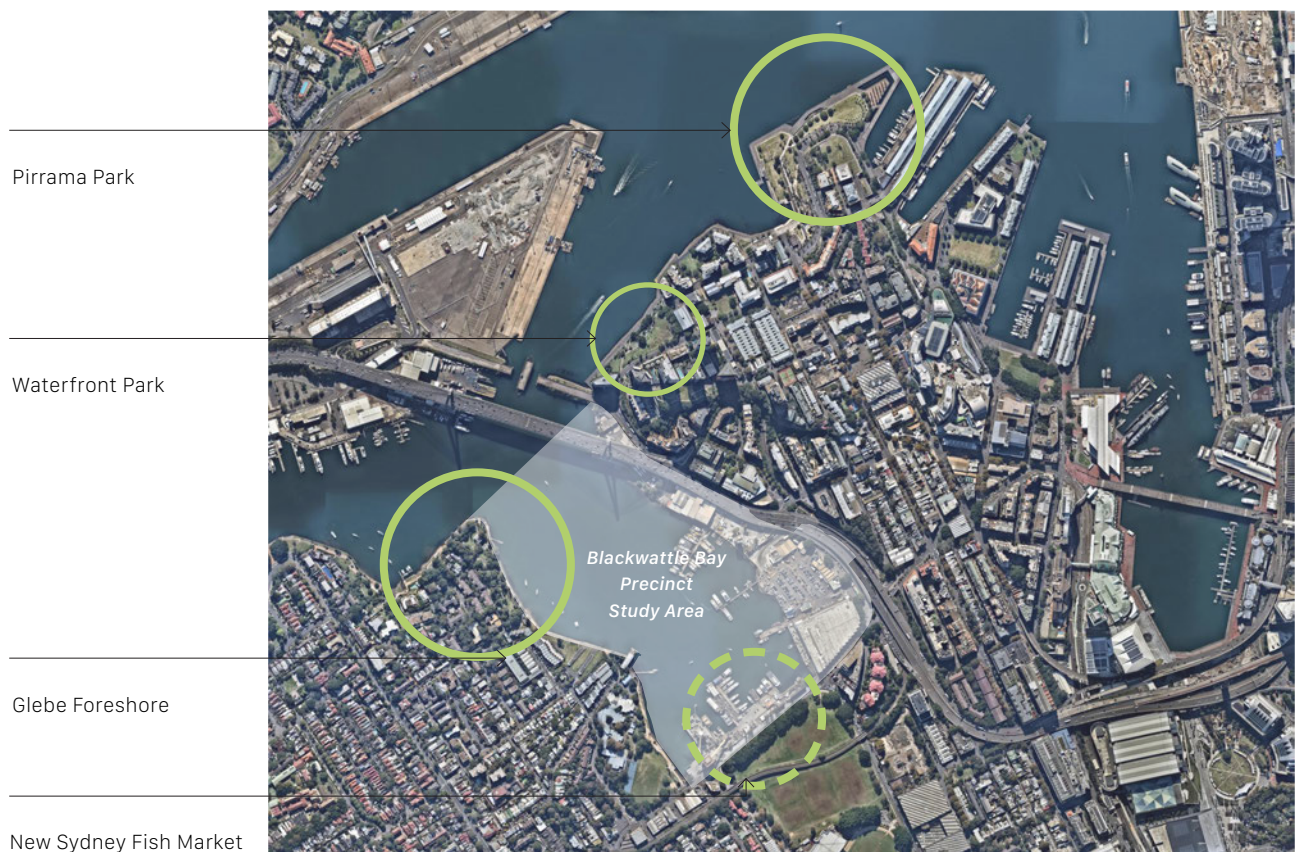 Pirrama Park
Waterfront Park
Blackwattle Bay
Precinct
Study Area
Glebe Foreshore
New Sydney Fish Market